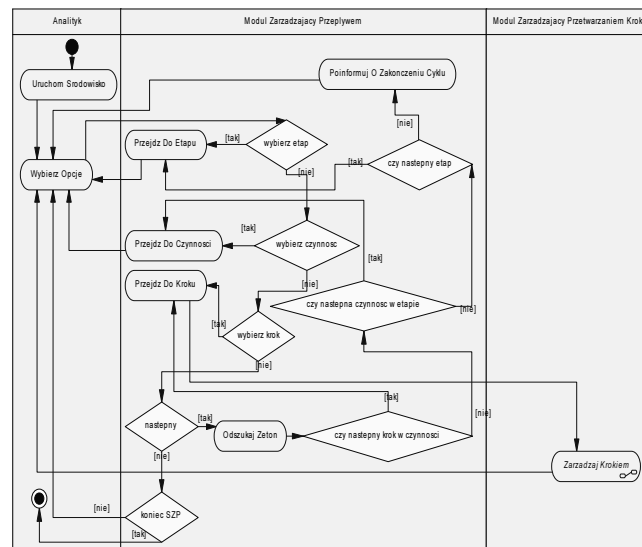 Analityk
Modul Zarzadzajacy Przeplywem
Modul Zarzadzajacy Przetwarzaniem Krok
Uruchom Srodowisko
Poinformuj O Zakonczeniu Cyklu
[nie]
Przejdz Do Etapu
[tak]
wybierz etap
[tak]
czy nastepny etap
Wybierz Opcje
[nie]
[nie]
[tak]
Przejdz Do Czynnosci
wybierz czynnosc
[tak]
[nie]
Przejdz Do Kroku
czy nastepna czynnosc w etapie
[nie]
[tak]
wybierz krok
[nie]
[tak]
nastepny
[tak]
Odszukaj Zeton
czy nastepny krok w czynnosci
[nie]
[nie]
Zarzadzaj Krokiem
[nie]
koniec SZP
[tak]